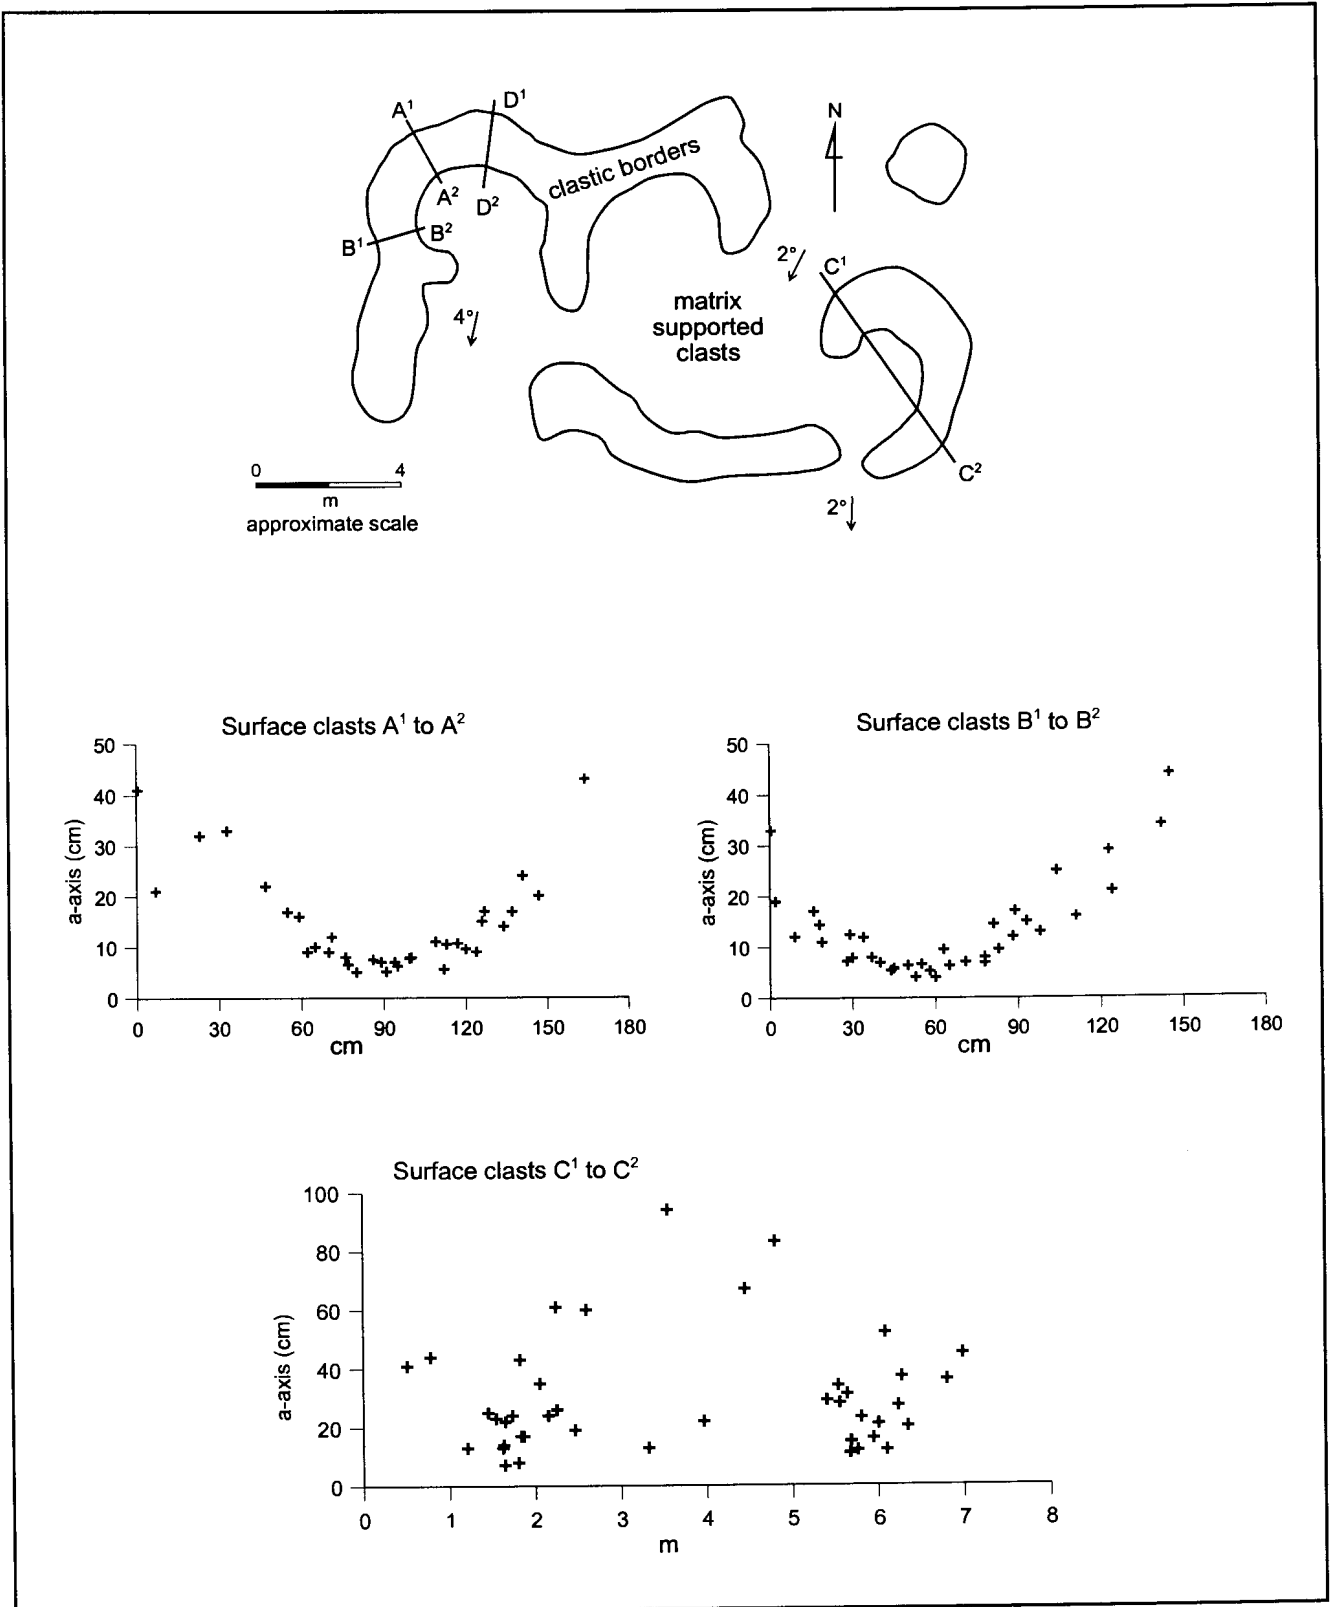 A¹
D¹
N
clastic borders
A²
D²
B¹
B²
2°
C¹
4°
matrix
supported
clasts
0 4
m
approximate scale
C²
2°
Surface clasts A¹ to A²
50
40
30
20
10
0
a-axis (cm)
0 30 60 90 120 150 180
cm
Surface clasts B¹ to B²
50
40
30
20
10
0
a-axis (cm)
0 30 60 90 120 150 180
cm
Surface clasts C¹ to C²
100
80
60
40
20
0
a-axis (cm)
0 1 2 3 4 5 6 7 8
m